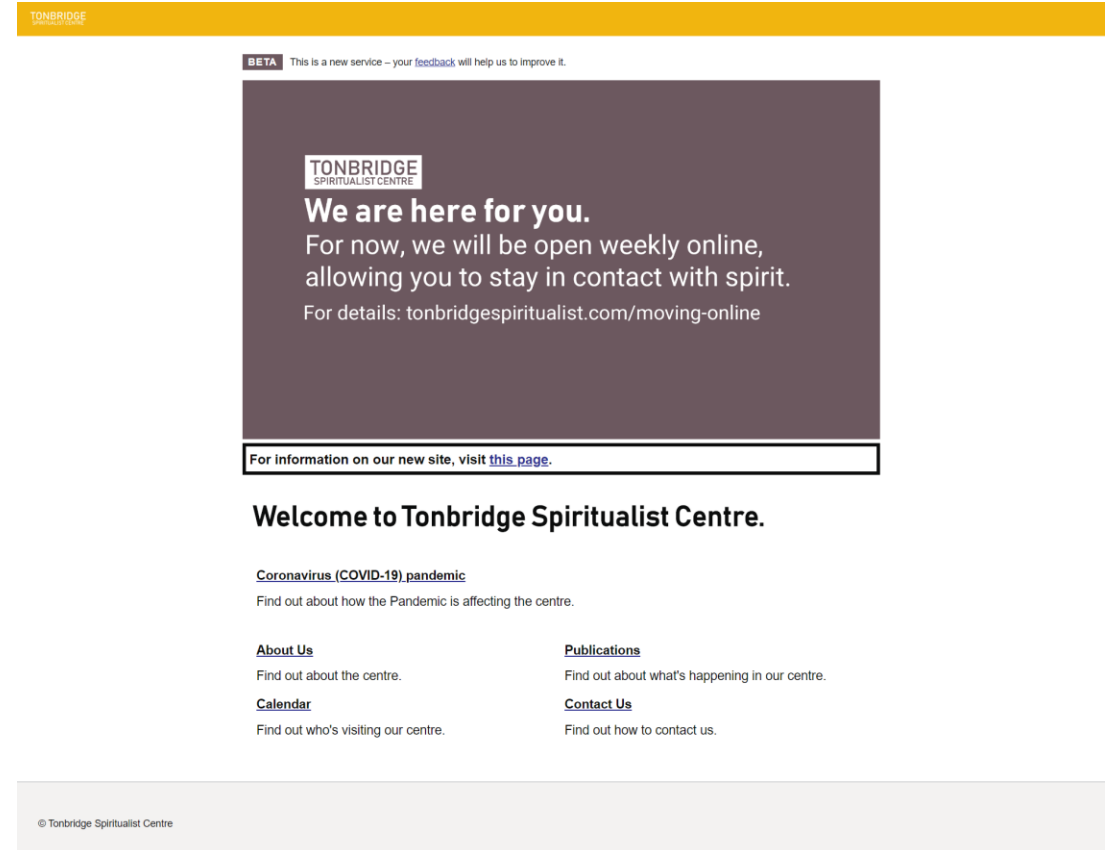 TONBRIDGE
SPIRITUALIST CENTRE
BETA This is a new service – your feedback will help us to improve it.
TONBRIDGE
SPIRITUALIST CENTRE
We are here for you.
For now, we will be open weekly online,
allowing you to stay in contact with spirit.
For details: tonbridgespiritualist.com/moving-online
For information on our new site, visit this page.
Welcome to Tonbridge Spiritualist Centre.
Coronavirus (COVID-19) pandemic
Find out about how the Pandemic is affecting the centre.
About Us
Find out about the centre.
Publications
Find out about what's happening in our centre.
Calendar
Find out who's visiting our centre.
Contact Us
Find out how to contact us.
© Tonbridge Spiritualist Centre